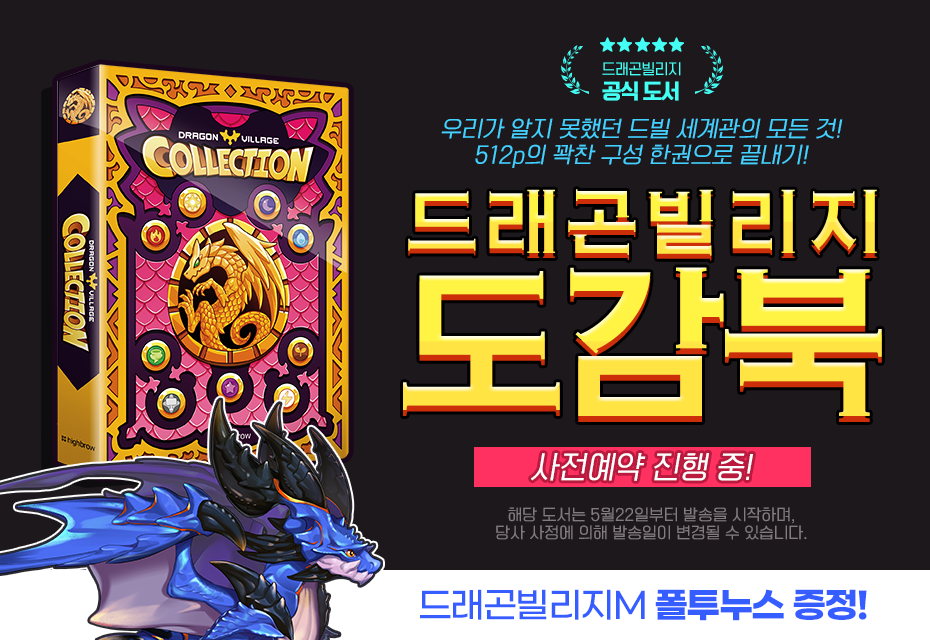 드래곤빌리지
공식 도서
우리가 알지 못했던 드빌 세계관의 모든 것!
512p의 꽉찬 구성 한권으로 끝내기!
드래곤빌리지
도감북
사전예약 진행 중!
해당 도서는 5월22일부터 발송을 시작하며,
당사 사정에 의해 발송일이 변경될 수 있습니다.
드래곤빌리지M 폴투누스 증정!
DRAGON VILLAGE
COLLECTION
DRAGON VILLAGE
COLLECTION
highbrow